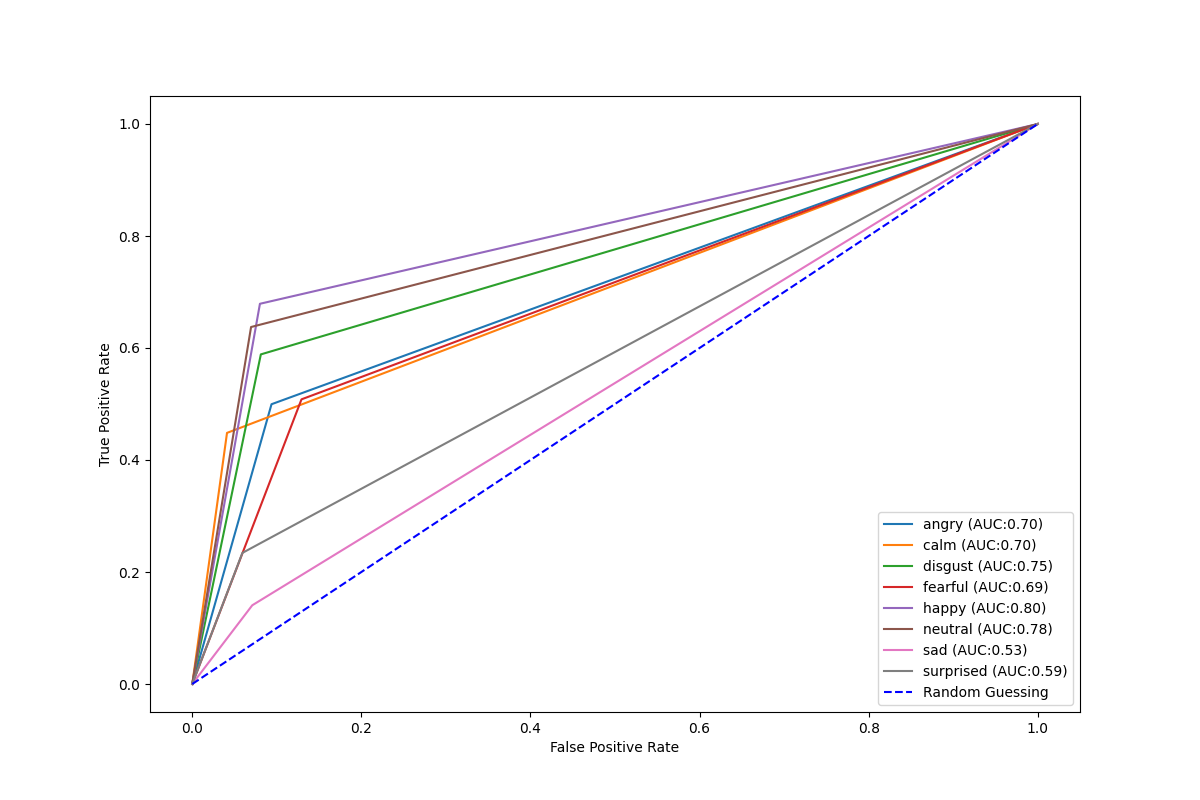 1.0
0.8
0.6
0.4
0.2
0.0
True Positive Rate
0.0 0.2 0.4 0.6 0.8 1.0
False Positive Rate
angry (AUC:0.70)
calm (AUC:0.70)
disgust (AUC:0.75)
fearful (AUC:0.69)
happy (AUC:0.80)
neutral (AUC:0.78)
sad (AUC:0.53)
surprised (AUC:0.59)
Random Guessing